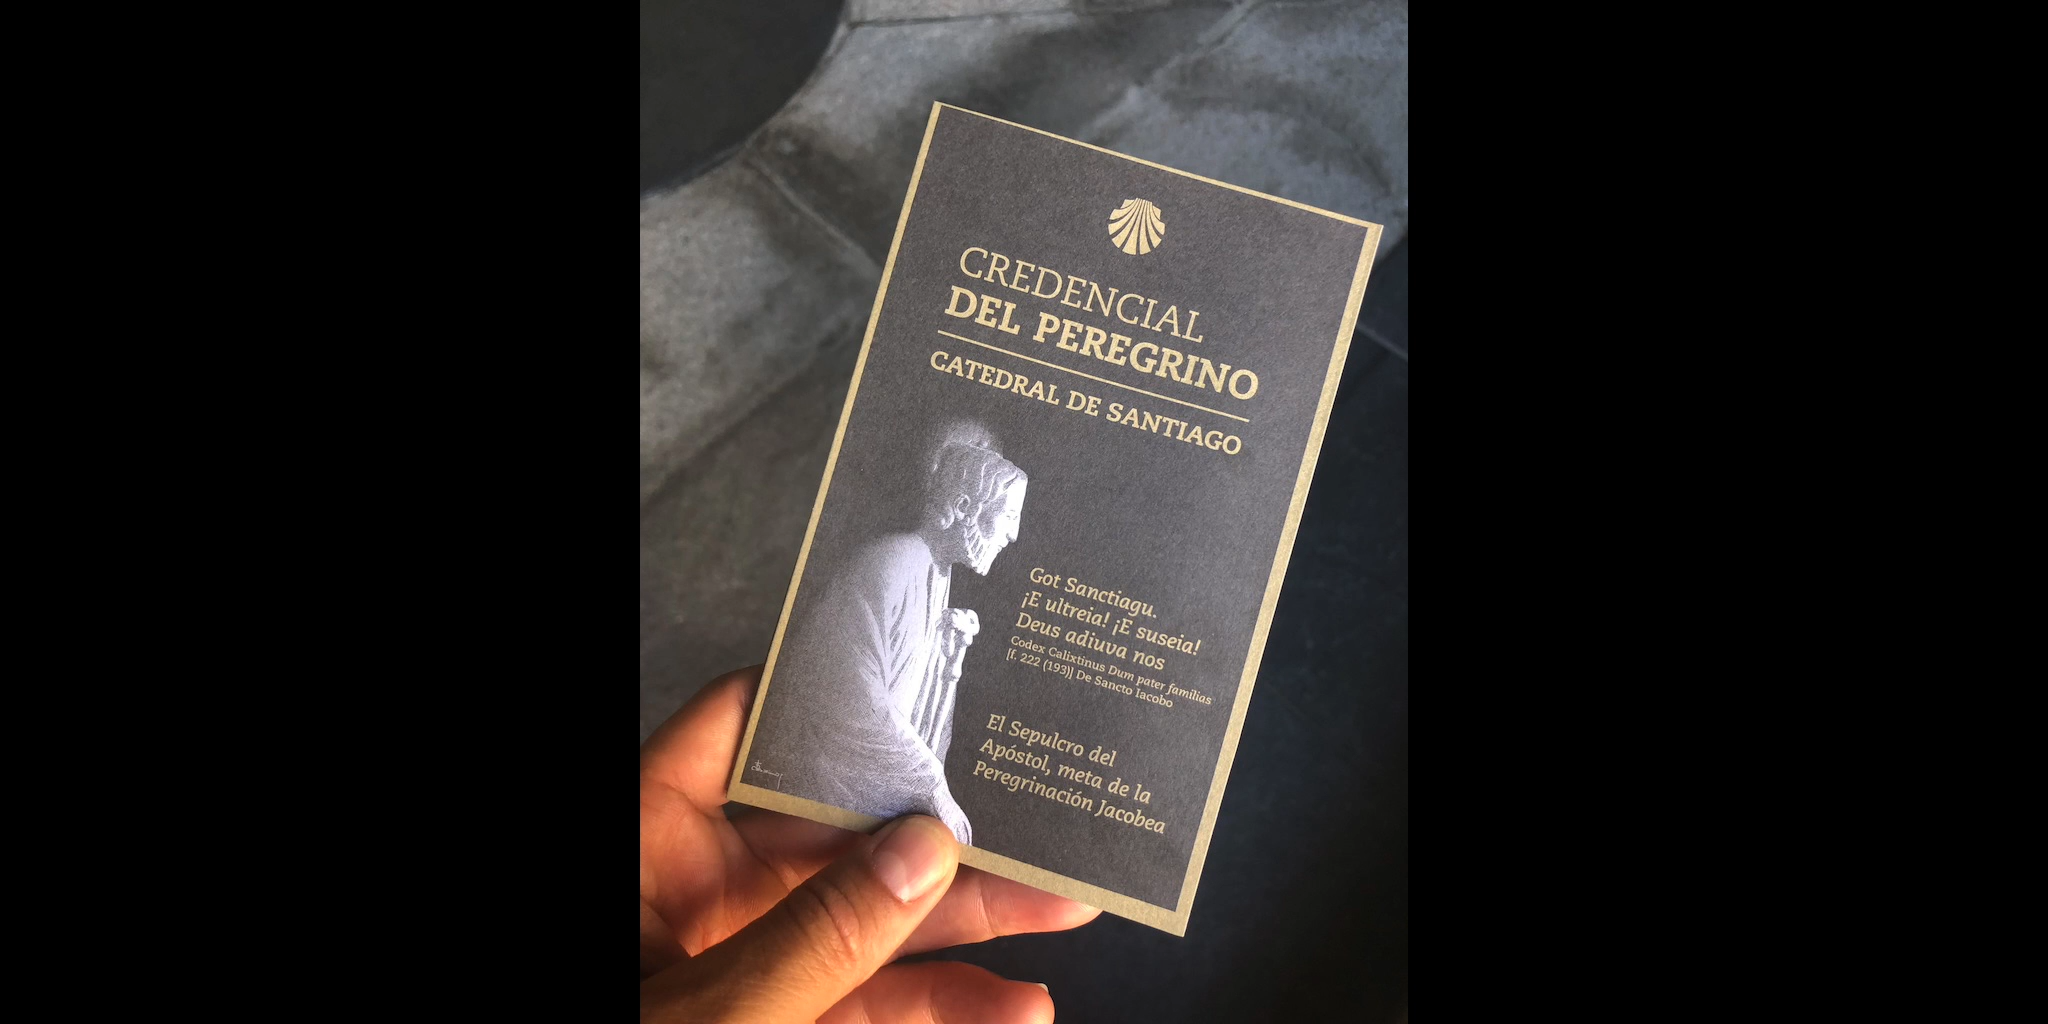 CREDENCIAL
DEL PEREGRINO
CATEDRAL DE SANTIAGO
Got Sanctiagu.
¡E ultreia! ¡E suseia!
Deus adiuva nos
Codex Calixtinus Dum pater familias
[f. 222 (193)] De Sancto Iacobo
El Sepulcro del
Apóstol, meta de la
Peregrinación Jacobea